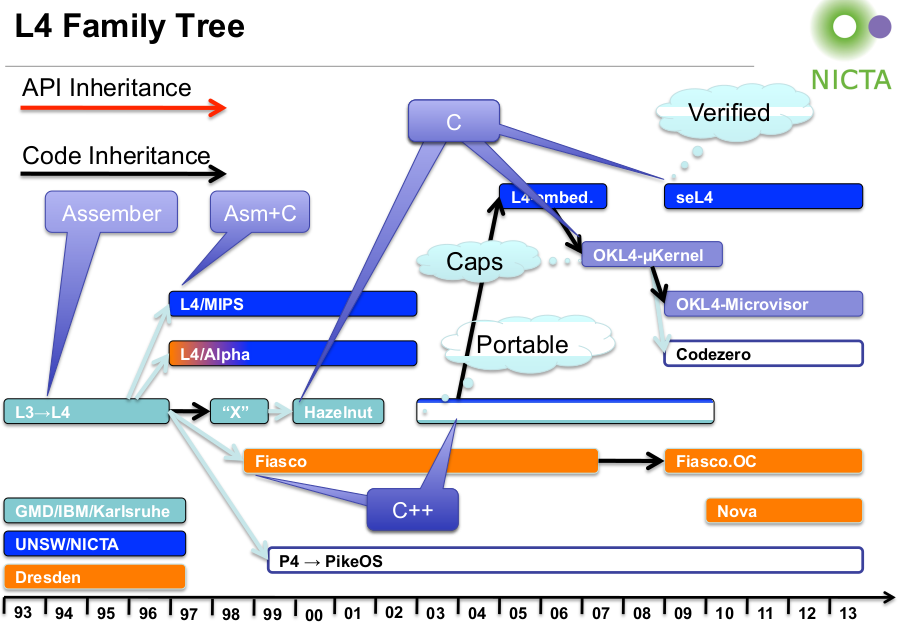 L4 Family Tree
NICTA
API Inheritance
Code Inheritance
C
Verified
Assember
Asm+C
L4-embed.
seL4
Caps
OKL4-µKernel
L4/MIPS
OKL4-Microvisor
Portable
L4/Alpha
Codezero
L3→L4
“X”
Hazelnut
Fiasco
Fiasco.OC
GMD/IBM/Karlsruhe
C++
Nova
UNSW/NICTA
P4 → PikeOS
Dresden
93 94 95 96 97 98 99 00 01 02 03 04 05 06 07 08 09 10 11 12 13